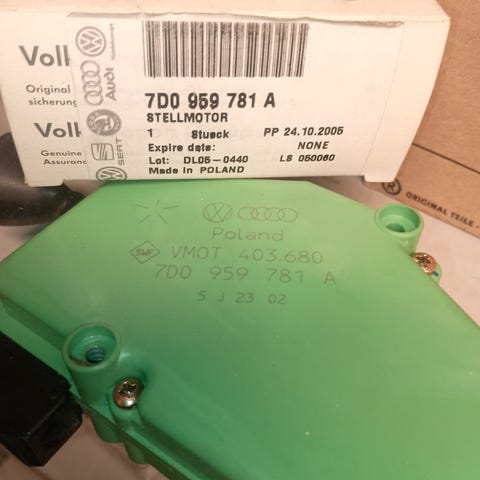 Volk
Original
sicherung
Volk
Genuine
Assuranc
Audi
SEAT
7D0 959 781 A
STELLMOTOR
1 Stueck PP 24.10.2005
Expire date: NONE
Lot: DL05-0440 LS 050060
Made in POLAND
® ORIGINAL TEILE
Poland
SWF VMOT 403.680
7D0 959 781 A
5 J 23 02